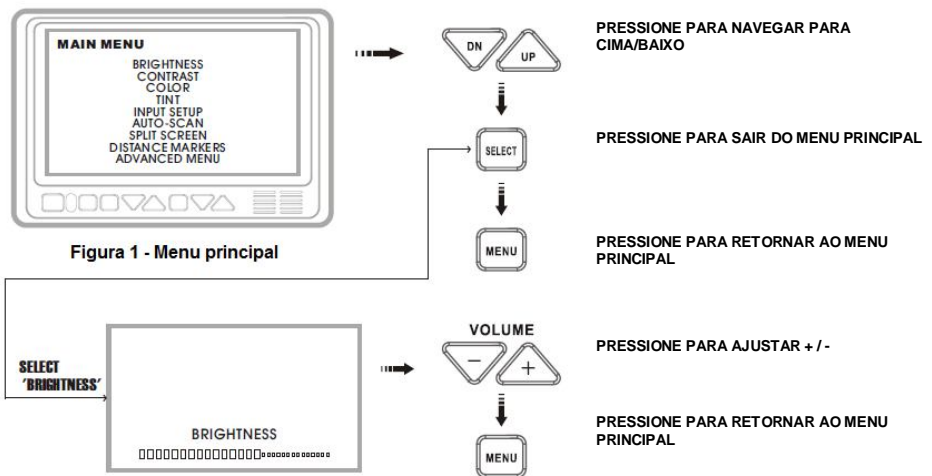 MAIN MENU
BRIGHTNESS
CONTRAST
COLOR
TINT
INPUT SETUP
AUTO-SCAN
SPLIT SCREEN
DISTANCE MARKERS
ADVANCED MENU
Figura 1 - Menu principal
DN
UP
PRESSIONE PARA NAVEGAR PARA
CIMA/BAIXO
SELECT
PRESSIONE PARA SAIR DO MENU PRINCIPAL
MENU
PRESSIONE PARA RETORNAR AO MENU
PRINCIPAL
SELECT
'BRIGHTNESS'
BRIGHTNESS
VOLUME
-
+
PRESSIONE PARA AJUSTAR + / -
MENU
PRESSIONE PARA RETORNAR AO MENU
PRINCIPAL